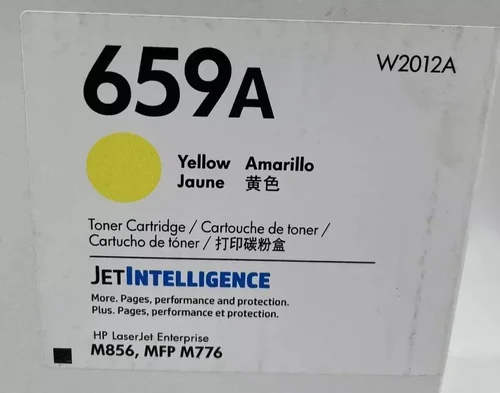 659A
W2012A
Yellow Amarillo
Jaune 黄色
Toner Cartridge / Cartouche de toner /
Cartucho de tóner / 打印碳粉盒
JETINTELLIGENCE
More. Pages, performance and protection.
Plus. Pages, performance et protection.
HP LaserJet Enterprise
M856, MFP M776